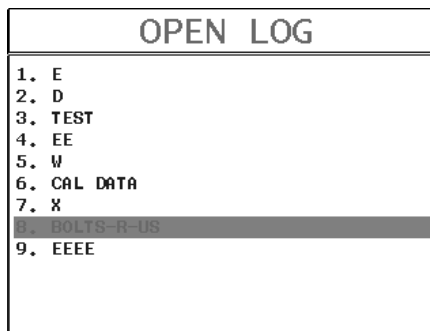 OPEN LOG
1. E
2. D
3. TEST
4. EE
5. W
6. CAL DATA
7. X
8. BOLTS-R-US
9. EEEE